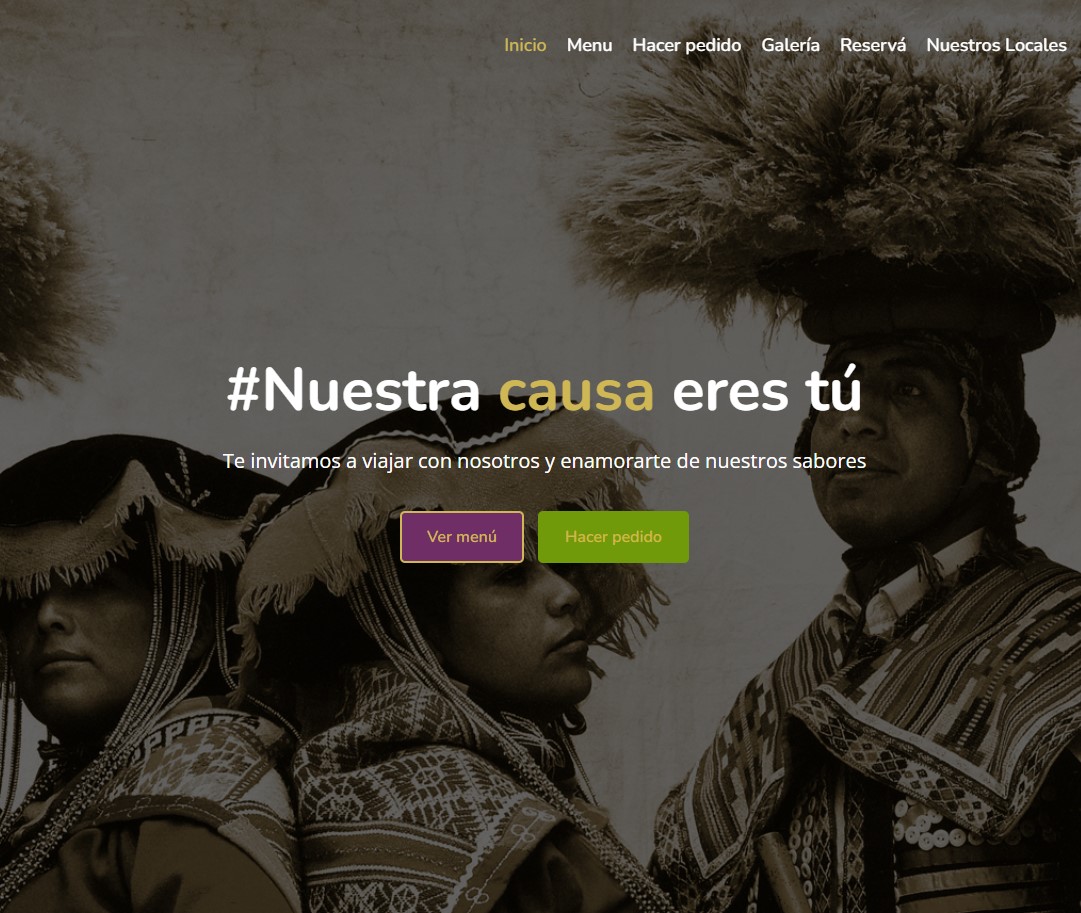 Inicio Menu Hacer pedido Galería Reservá Nuestros Locales
#Nuestra causa eres tú
Te invitamos a viajar con nosotros y enamorarte de nuestros sabores
Ver menú Hacer pedido